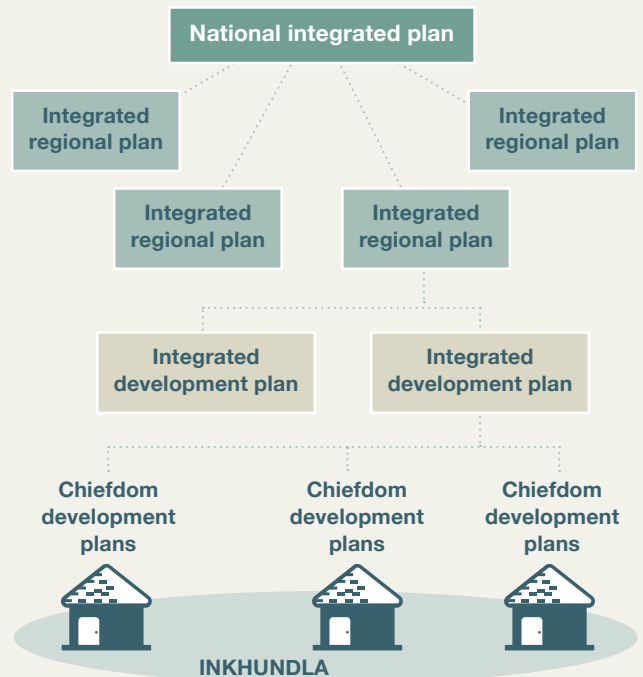 National integrated plan
Integrated
regional plan
Integrated
regional plan
Integrated
regional plan
Integrated
regional plan
Integrated
development plan
Integrated
development plan
Chiefdom
development
plans
Chiefdom
development
plans
Chiefdom
development
plans
INKHUNDLA